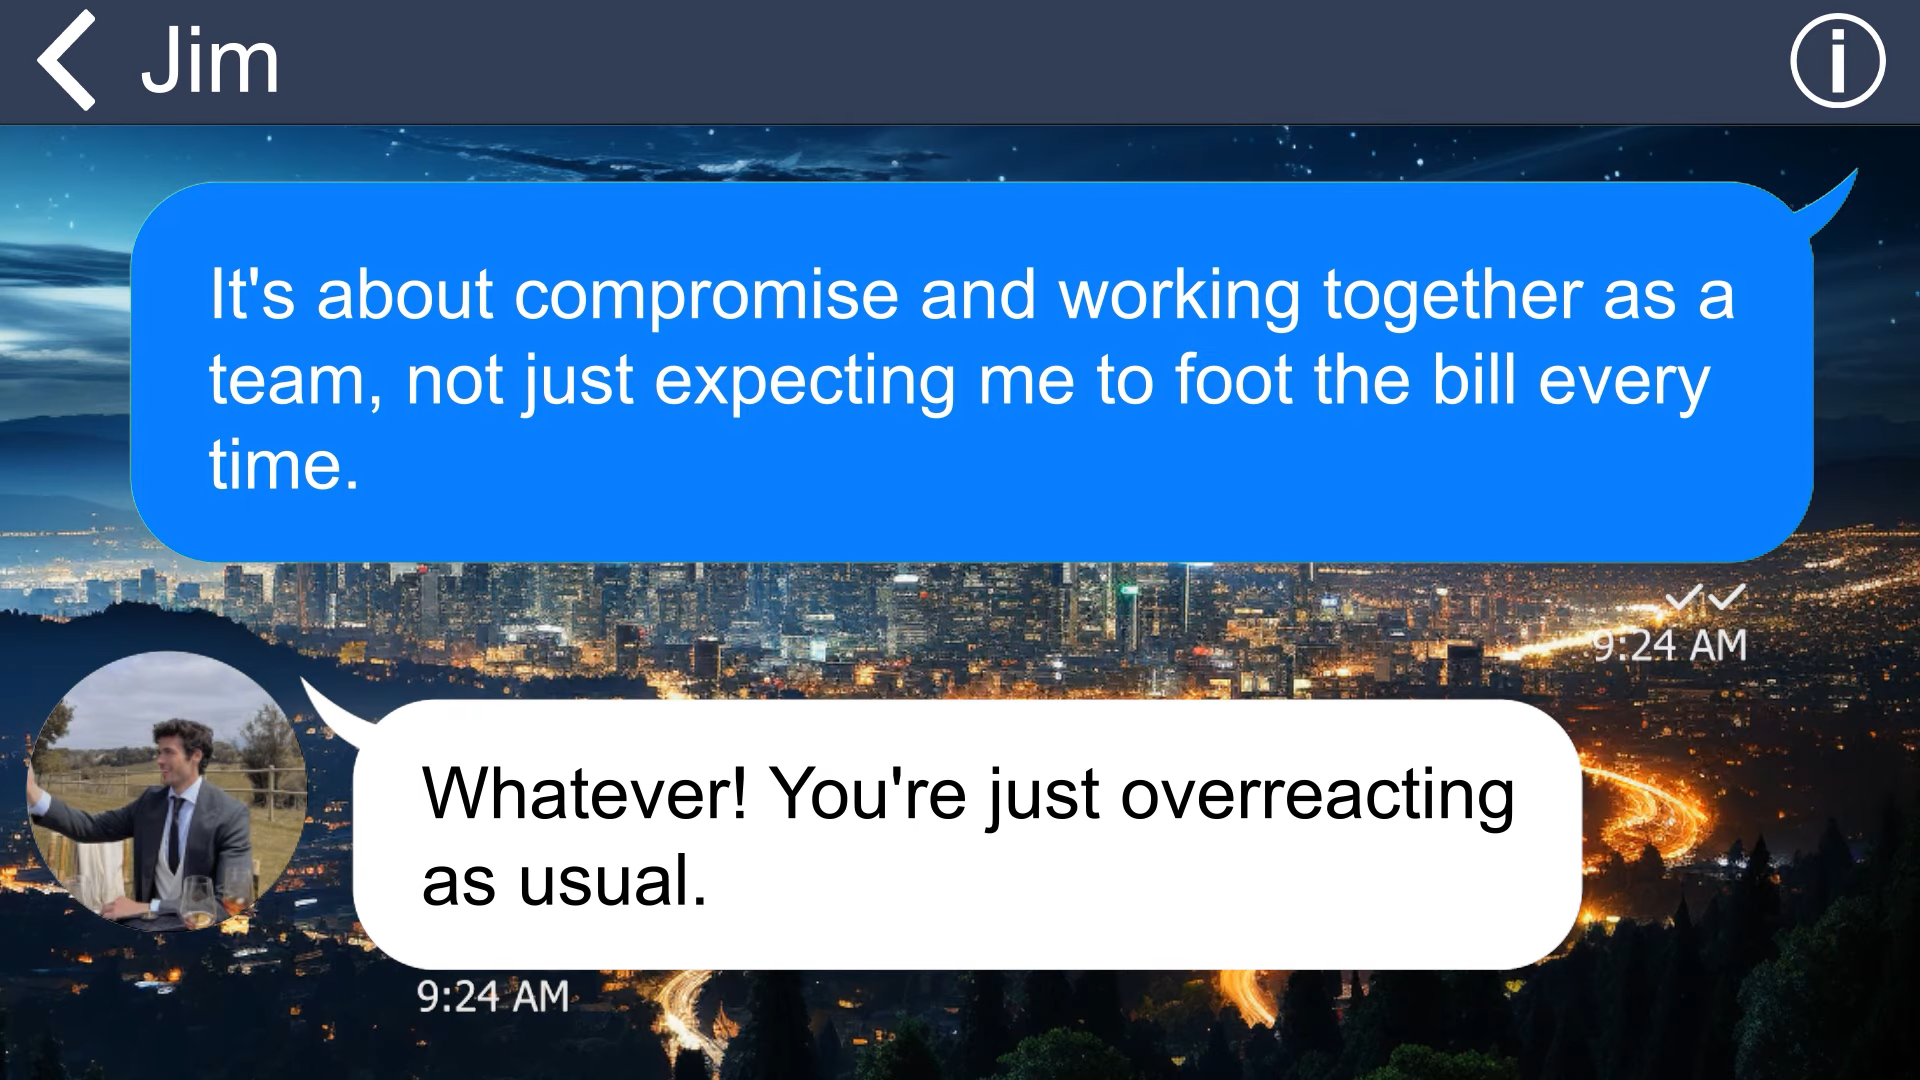 Jim
It's about compromise and working together as a
team, not just expecting me to foot the bill every
time.
9:24 AM
Whatever! You're just overreacting
as usual.
9:24 AM